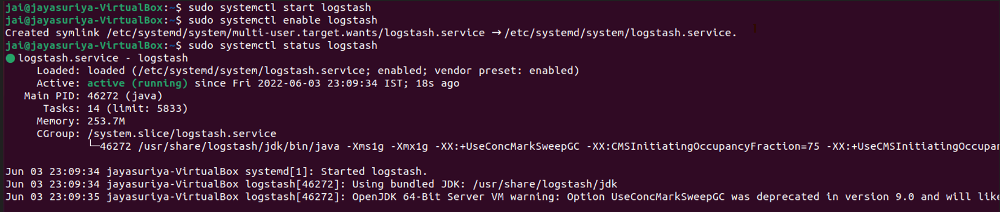 jai@jayasuriya-VirtualBox:~$ sudo systemctl start logstash
jai@jayasuriya-VirtualBox:~$ sudo systemctl enable logstash
Created symlink /etc/systemd/system/multi-user.target.wants/logstash.service → /etc/systemd/system/logstash.service.
jai@jayasuriya-VirtualBox:~$ sudo systemctl status logstash
● logstash.service - logstash
     Loaded: loaded (/etc/systemd/system/logstash.service; enabled; vendor preset: enabled)
     Active: active (running) since Fri 2022-06-03 23:09:34 IST; 18s ago
   Main PID: 46272 (java)
      Tasks: 14 (limit: 5833)
     Memory: 253.7M
     CGroup: /system.slice/logstash.service
             └─46272 /usr/share/logstash/jdk/bin/java -Xms1g -Xmx1g -XX:+UseConcMarkSweepGC -XX:CMSInitiatingOccupancyFraction=75 -XX:+UseCMSInitiatingOccupan
Jun 03 23:09:34 jayasuriya-VirtualBox systemd[1]: Started logstash.
Jun 03 23:09:34 jayasuriya-VirtualBox logstash[46272]: Using bundled JDK: /usr/share/logstash/jdk
Jun 03 23:09:35 jayasuriya-VirtualBox logstash[46272]: OpenJDK 64-Bit Server VM warning: Option UseConcMarkSweepGC was deprecated in version 9.0 and will like